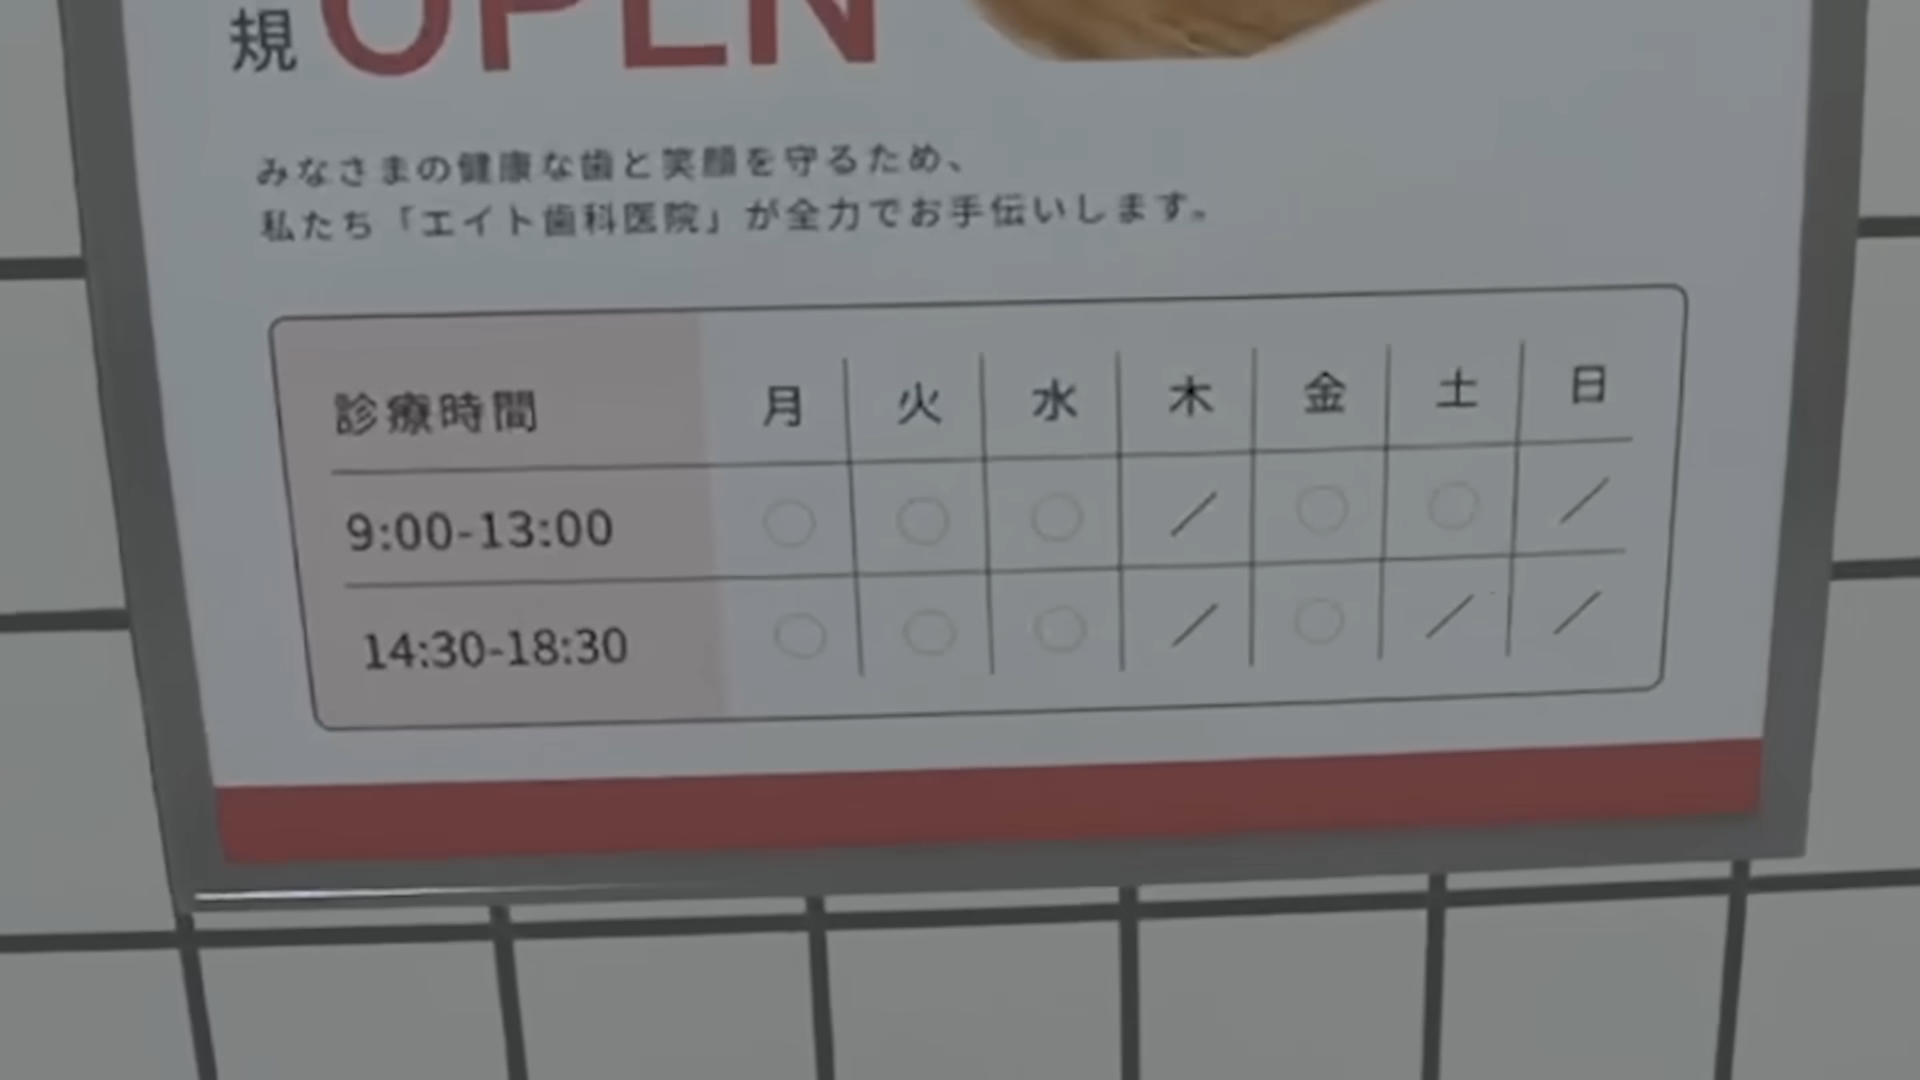 規 OPEN
みなさまの健康な歯と笑顔を守るため、
私たち「エイト歯科医院」が全力でお手伝いします。
診療時間 月 火 水 木 金 土 日
9:00-13:00 ○ ○ ○ ／ ○ ○ ／
14:30-18:30 ○ ○ ○ ／ ○ ／ ／